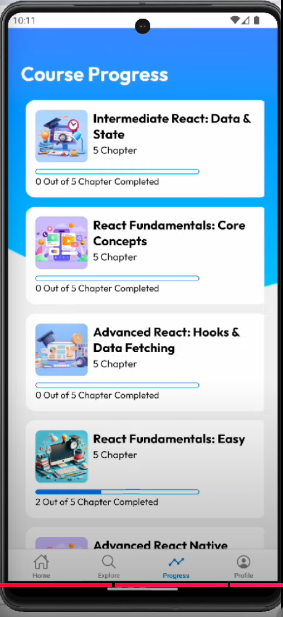 10:11
Course Progress
Intermediate React: Data &
State
5 Chapter
0 Out of 5 Chapter Completed
React Fundamentals: Core
Concepts
5 Chapter
0 Out of 5 Chapter Completed
Advanced React: Hooks &
Data Fetching
5 Chapter
0 Out of 5 Chapter Completed
React Fundamentals: Easy
5 Chapter
2 Out of 5 Chapter Completed
Advanced React Native
Home
Explore
Progress
Profile